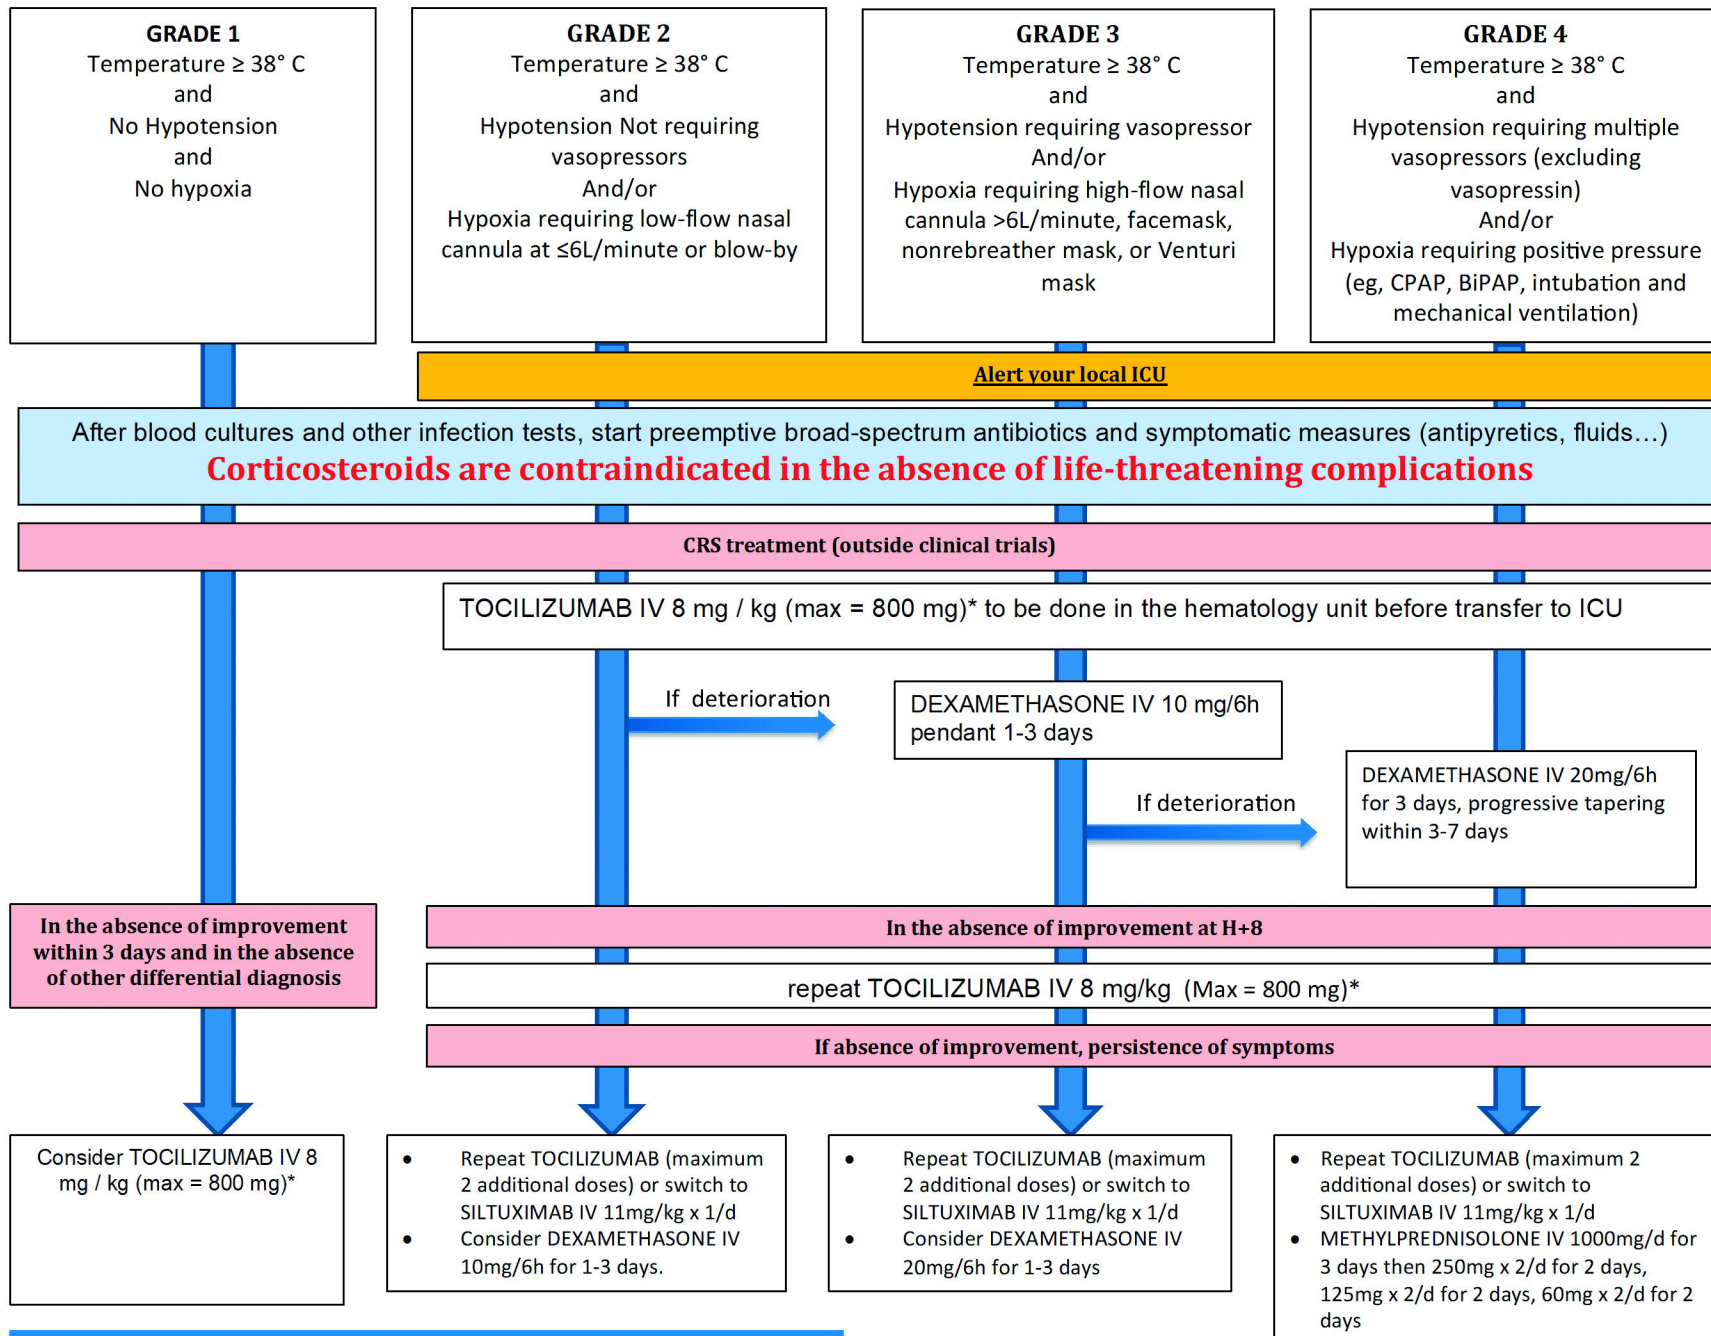 GRADE 1
Temperature ≥ 38° C
and
No Hypotension
and
No hypoxia
GRADE 2
Temperature ≥ 38° C
and
Hypotension Not requiring
vasopressors
And/or
Hypoxia requiring low-flow nasal
cannula at ≤6L/minute or blow-by
GRADE 3
Temperature ≥ 38° C
and
Hypotension requiring vasopressor
And/or
Hypoxia requiring high-flow nasal
cannula >6L/minute, facemask,
nonrebreather mask, or Venturi
mask
GRADE 4
Temperature ≥ 38° C
and
Hypotension requiring multiple
vasopressors (excluding
vasopressin)
And/or
Hypoxia requiring positive pressure
(eg, CPAP, BiPAP, intubation and
mechanical ventilation)
Alert your local ICU
After blood cultures and other infection tests, start preemptive broad-spectrum antibiotics and symptomatic measures (antipyretics, fluids…)
Corticosteroids are contraindicated in the absence of life-threatening complications
CRS treatment (outside clinical trials)
TOCILIZUMAB IV 8 mg / kg (max = 800 mg)* to be done in the hematology unit before transfer to ICU
If deterioration
DEXAMETHASONE IV 10 mg/6h
pendant 1-3 days
If deterioration
DEXAMETHASONE IV 20mg/6h
for 3 days, progressive tapering
within 3-7 days
In the absence of improvement
within 3 days and in the absence
of other differential diagnosis
In the absence of improvement at H+8
repeat TOCILIZUMAB IV 8 mg/kg (Max = 800 mg)*
If absence of improvement, persistence of symptoms
Consider TOCILIZUMAB IV 8
mg / kg (max = 800 mg)*
• Repeat TOCILIZUMAB (maximum
2 additional doses) or switch to
SILTUXIMAB IV 11mg/kg x 1/d
• Consider DEXAMETHASONE IV
10mg/6h for 1-3 days.
• Repeat TOCILIZUMAB (maximum
2 additional doses) or switch to
SILTUXIMAB IV 11mg/kg x 1/d
• Consider DEXAMETHASONE IV
20mg/6h for 1-3 days
• Repeat TOCILIZUMAB (maximum 2
additional doses) or switch to
SILTUXIMAB IV 11mg/kg x 1/d
• METHYLPREDNISOLONE IV 1000mg/d for
3 days then 250mg x 2/d for 2 days,
125mg x 2/d for 2 days, 60mg x 2/d for 2
days